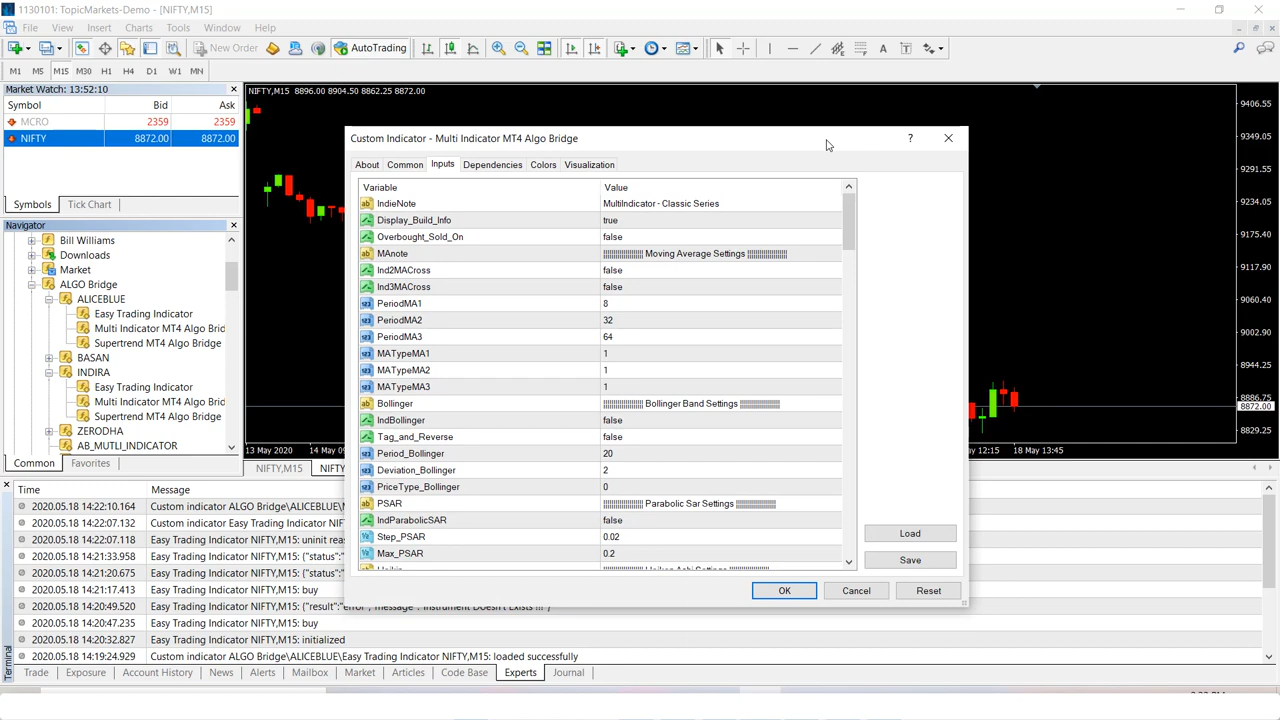 1130101: TopicMarkets-Demo - [NIFTY,M15]
File View Insert Charts Tools Window Help
New Order AutoTrading
M1 M5 M15 M30 H1 H4 D1 W1 MN
Market Watch: 13:52:10
Symbol Bid Ask
MCRO 2359 2359
NIFTY 8872.00 8872.00
Symbols Tick Chart
Navigator
Bill Williams
Downloads
Market
ALGO Bridge
ALICEBLUE
Easy Trading Indicator
Multi Indicator MT4 Algo Brid
Supertrend MT4 Algo Bridge
BASAN
INDIRA
Easy Trading Indicator
Multi Indicator MT4 Algo Brid
Supertrend MT4 Algo Bridge
ZERODHA
AB_MUTLI_INDICATOR
Common Favorites
NIFTY,M15 8896.00 8904.50 8862.25 8872.00
9406.55
9349.05
9291.55
9234.05
9175.40
9117.90
9060.40
9002.90
8944.25
8886.75
8872.00
8829.25
13 May 2020 14 May 09
May 12:15 18 May 13:45
NIFTY,M15 NIFTY
Custom Indicator - Multi Indicator MT4 Algo Bridge
?
About Common Inputs Dependencies Colors Visualization
Variable Value
IndieNote MultiIndicator - Classic Series
Display_Build_Info true
Overbought_Sold_On false
MAnote Moving Average Settings
Ind2MACross false
Ind3MACross false
PeriodMA1 8
PeriodMA2 32
PeriodMA3 64
MATypeMA1 1
MATypeMA2 1
MATypeMA3 1
Bollinger Bollinger Band Settings
IndBollinger false
Tag_and_Reverse false
Period_Bollinger 20
Deviation_Bollinger 2
PriceType_Bollinger 0
PSAR Parabolic Sar Settings
IndParabolicSAR false
Step_PSAR 0.02
Max_PSAR 0.2
Load
Save
OK Cancel Reset
Time Message
2020.05.18 14:22:10.164 Custom indicator ALGO Bridge\ALICEBLUE\
2020.05.18 14:22:07.132 Custom indicator Easy Trading Indicator NIF
2020.05.18 14:22:07.118 Easy Trading Indicator NIFTY,M15: uninit rea
2020.05.18 14:21:33.958 Easy Trading Indicator NIFTY,M15: {"status":"
2020.05.18 14:21:20.675 Easy Trading Indicator NIFTY,M15: {"status":"
2020.05.18 14:21:17.413 Easy Trading Indicator NIFTY,M15: buy
2020.05.18 14:20:49.520 Easy Trading Indicator NIFTY,M15: {"result":"error","message":"Instrument Doesn't Exists !!!"}
2020.05.18 14:20:47.235 Easy Trading Indicator NIFTY,M15: buy
2020.05.18 14:20:32.827 Easy Trading Indicator NIFTY,M15: initialized
2020.05.18 14:19:24.929 Custom indicator ALGO Bridge\ALICEBLUE\Easy Trading Indicator NIFTY,M15: loaded successfully
Terminal
Trade Exposure Account History News Alerts Mailbox Market Articles Code Base Experts Journal